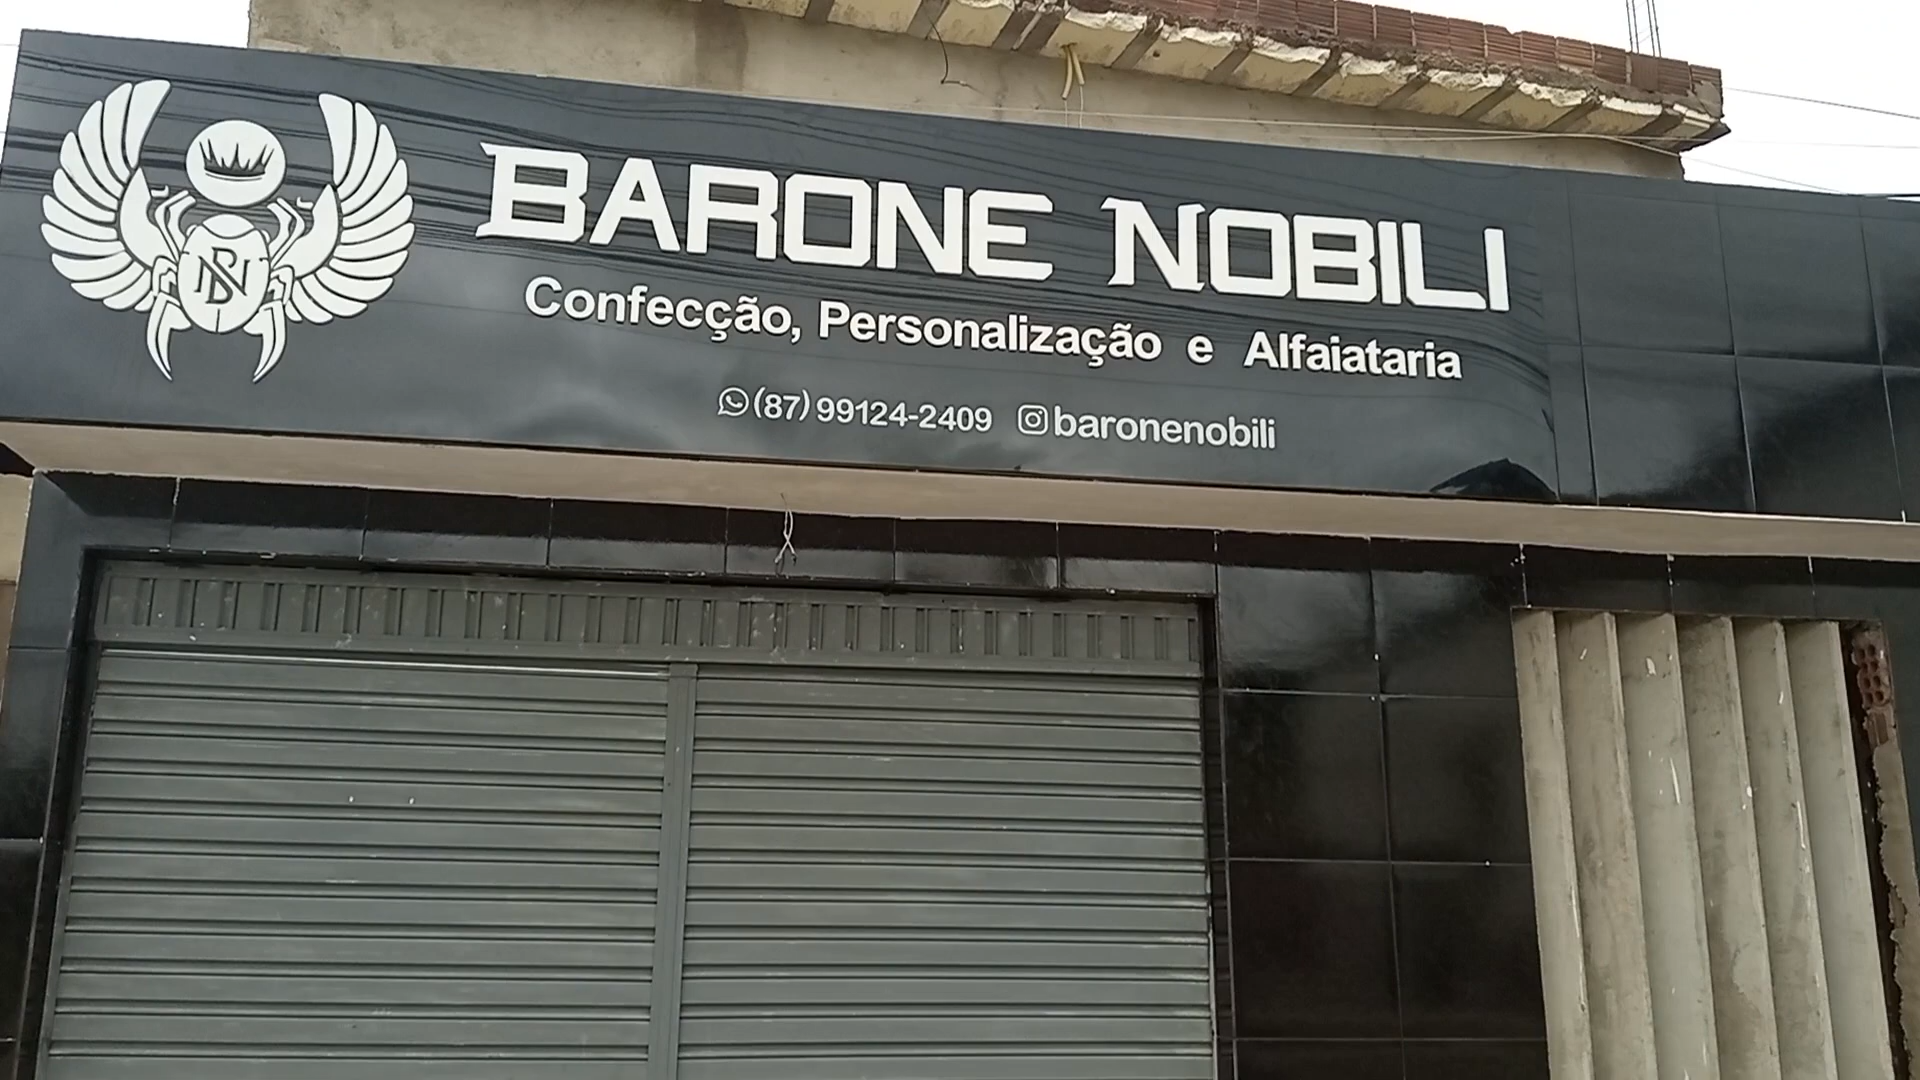 BARONE NOBILI
Confecção, Personalização e Alfaiataria
(87) 99124-2409 baronenobili